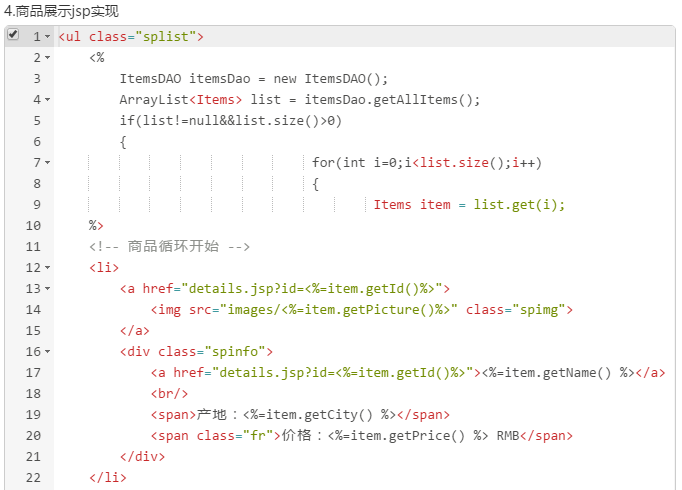 4.商品展示jsp实现
1 <ul class="splist">
2 <%
3 ItemsDAO itemsDao = new ItemsDAO();
4 ArrayList<Items> list = itemsDao.getAllItems();
5 if(list!=null&&list.size()>0)
6 {
7 for(int i=0;i<list.size();i++)
8 {
9 Items item = list.get(i);
10 %>
11 <!-- 商品循环开始 -->
12 <li>
13 <a href="details.jsp?id=<%=item.getId()%>">
14 <img src="images/<%=item.getPicture()%>" class="spimg">
15 </a>
16 <div class="spinfo">
17 <a href="details.jsp?id=<%=item.getId()%>"><%=item.getName() %></a>
18 <br/>
19 <span>产地：<%=item.getCity() %></span>
20 <span class="fr">价格：<%=item.getPrice() %> RMB</span>
21 </div>
22 </li>